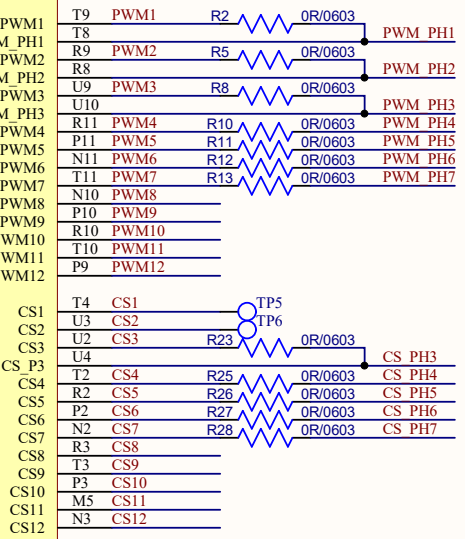 PWM1 T9 PWM1 R2 0R/0603
M_PH1 T8 PWM_PH1
PWM2 R9 PWM2 R5 0R/0603
M_PH2 R8 PWM_PH2
PWM3 U9 PWM3 R8 0R/0603
M_PH3 U10 PWM_PH3
PWM4 R11 PWM4 R10 0R/0603 PWM_PH4
PWM5 P11 PWM5 R11 0R/0603 PWM_PH5
PWM6 N11 PWM6 R12 0R/0603 PWM_PH6
PWM7 T11 PWM7 R13 0R/0603 PWM_PH7
PWM8 N10 PWM8
PWM9 P10 PWM9
WM10 R10 PWM10
WM11 T10 PWM11
WM12 P9 PWM12
CS1 T4 CS1 TP5
CS2 U3 CS2 TP6
CS3 U2 CS3 R23 0R/0603
CS_P3 U4 CS_PH3
CS4 T2 CS4 R25 0R/0603 CS_PH4
CS5 R2 CS5 R26 0R/0603 CS_PH5
CS6 P2 CS6 R27 0R/0603 CS_PH6
CS7 N2 CS7 R28 0R/0603 CS_PH7
CS8 R3 CS8
CS9 T3 CS9
CS10 P3 CS10
CS11 M5 CS11
CS12 N3 CS12